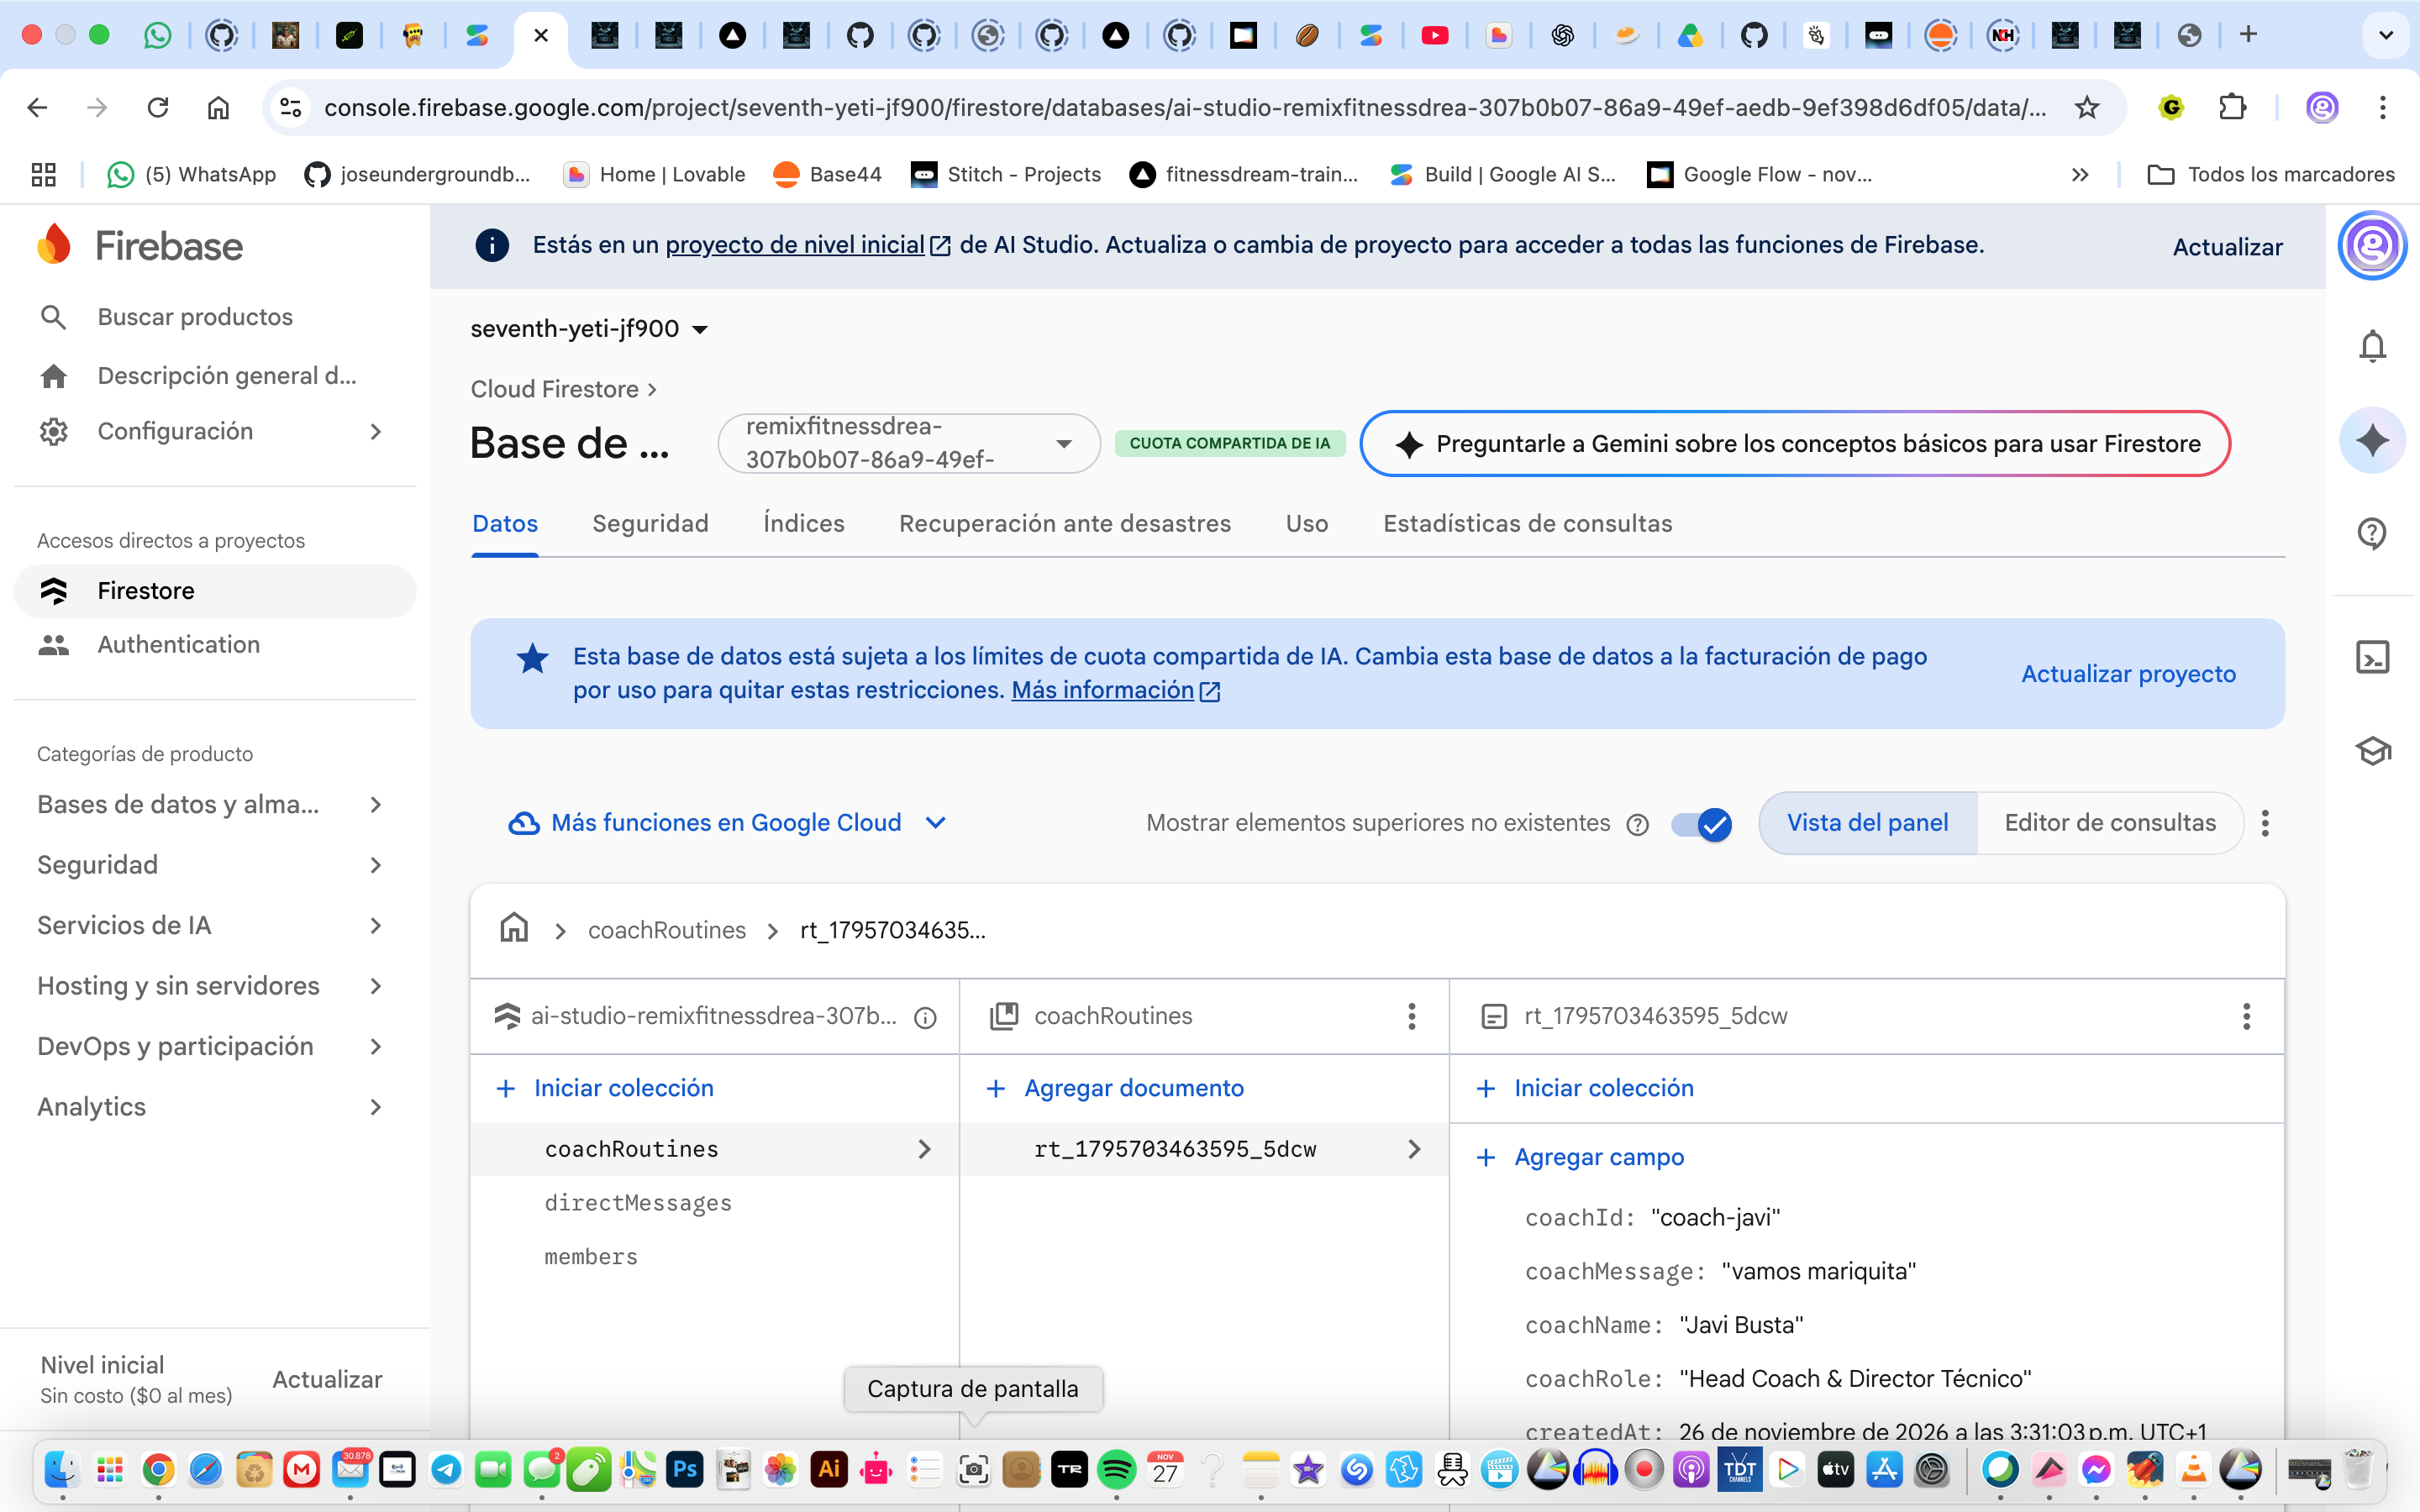 console.firebase.google.com/project/seventh-yeti-jf900/firestore/databases/ai-studio-remixfitnessdrea-307b0b07-86a9-49ef-aedb-9ef398d6df05/data/...
(5) WhatsApp
joseundergroundb...
Home | Lovable
Base44
Stitch - Projects
fitnessdream-train...
Build | Google AI S...
Google Flow - nov...
Todos los marcadores
Firebase
Estás en un proyecto de nivel inicial de AI Studio. Actualiza o cambia de proyecto para acceder a todas las funciones de Firebase.
Actualizar
Buscar productos
Descripción general d...
Configuración
Accesos directos a proyectos
Firestore
Authentication
Categorías de producto
Bases de datos y alma...
Seguridad
Servicios de IA
Hosting y sin servidores
DevOps y participación
Analytics
Nivel inicial
Sin costo ($0 al mes)
Actualizar
seventh-yeti-jf900
Cloud Firestore
Base de ...
remixfitnessdrea-
307b0b07-86a9-49ef-
CUOTA COMPARTIDA DE IA
Preguntarle a Gemini sobre los conceptos básicos para usar Firestore
Datos
Seguridad
Índices
Recuperación ante desastres
Uso
Estadísticas de consultas
Esta base de datos está sujeta a los límites de cuota compartida de IA. Cambia esta base de datos a la facturación de pago
por uso para quitar estas restricciones. Más información
Actualizar proyecto
Más funciones en Google Cloud
Mostrar elementos superiores no existentes
Vista del panel
Editor de consultas
coachRoutines
rt_17957034635...
ai-studio-remixfitnessdrea-307b...
coachRoutines
rt_1795703463595_5dcw
Iniciar colección
Agregar documento
Iniciar colección
coachRoutines
directMessages
members
rt_1795703463595_5dcw
Agregar campo
coachId: "coach-javi"
coachMessage: "vamos mariquita"
coachName: "Javi Busta"
coachRole: "Head Coach & Director Técnico"
createdAt: 26 de noviembre de 2026 a las 3:31:03 p.m. UTC+1
Captura de pantalla
30.878
2
Ps
Ai
TR
NOV
27
TDT
CHANNELS
tv